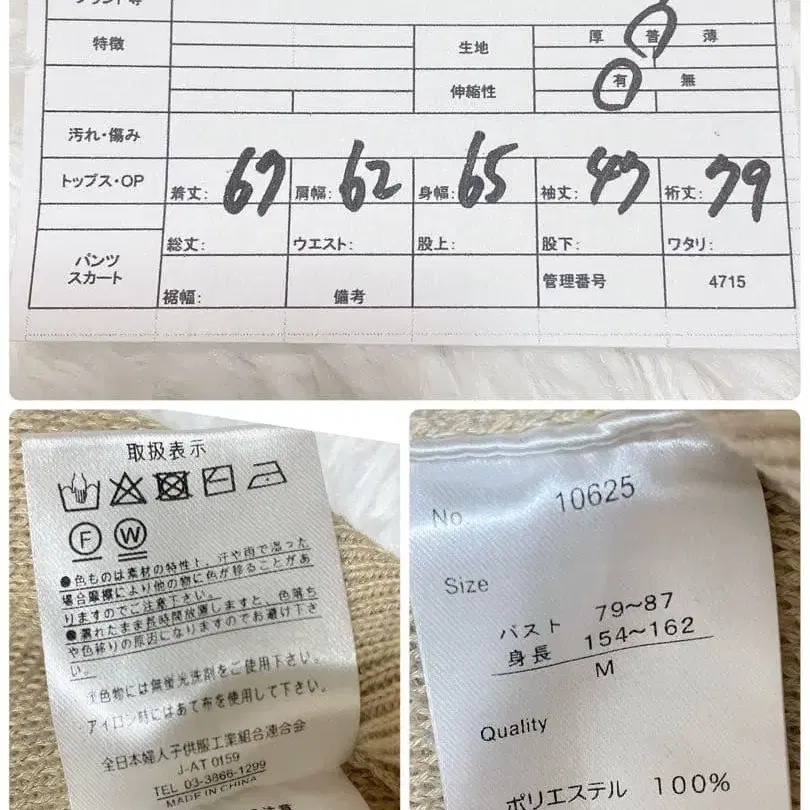 ブランド等
特徴
生地 厚 普 薄
伸縮性 有 無
汚れ・傷み
トップス・OP 着丈: 67 肩幅: 62 身幅: 65 袖丈: 47 裄丈: 79
パンツ
スカート
総丈: ウエスト: 股上: 股下: ワタリ:
裾幅: 備考 管理番号 4715
取扱表示
F W
●色ものは素材の特性ト、汗や雨で湿った
場合摩擦により他の物に色が移ることがあ
りますのでご注意下さい。
●濡れたまま長時間放置しますと、色落ち
や色移りの原因になりますのでお避け下さ
い。
淡色物には無蛍光洗剤をご使用下さい。
アイロン時にはあて布を使用して下さい。
全日本婦人子供服工業組合連合会
J-AT 0159
TEL 03-3866-1299
MADE IN CHINA
No. 10625
Size
バスト 79~87
身長 154~162
M
Quality
ポリエステル 100%